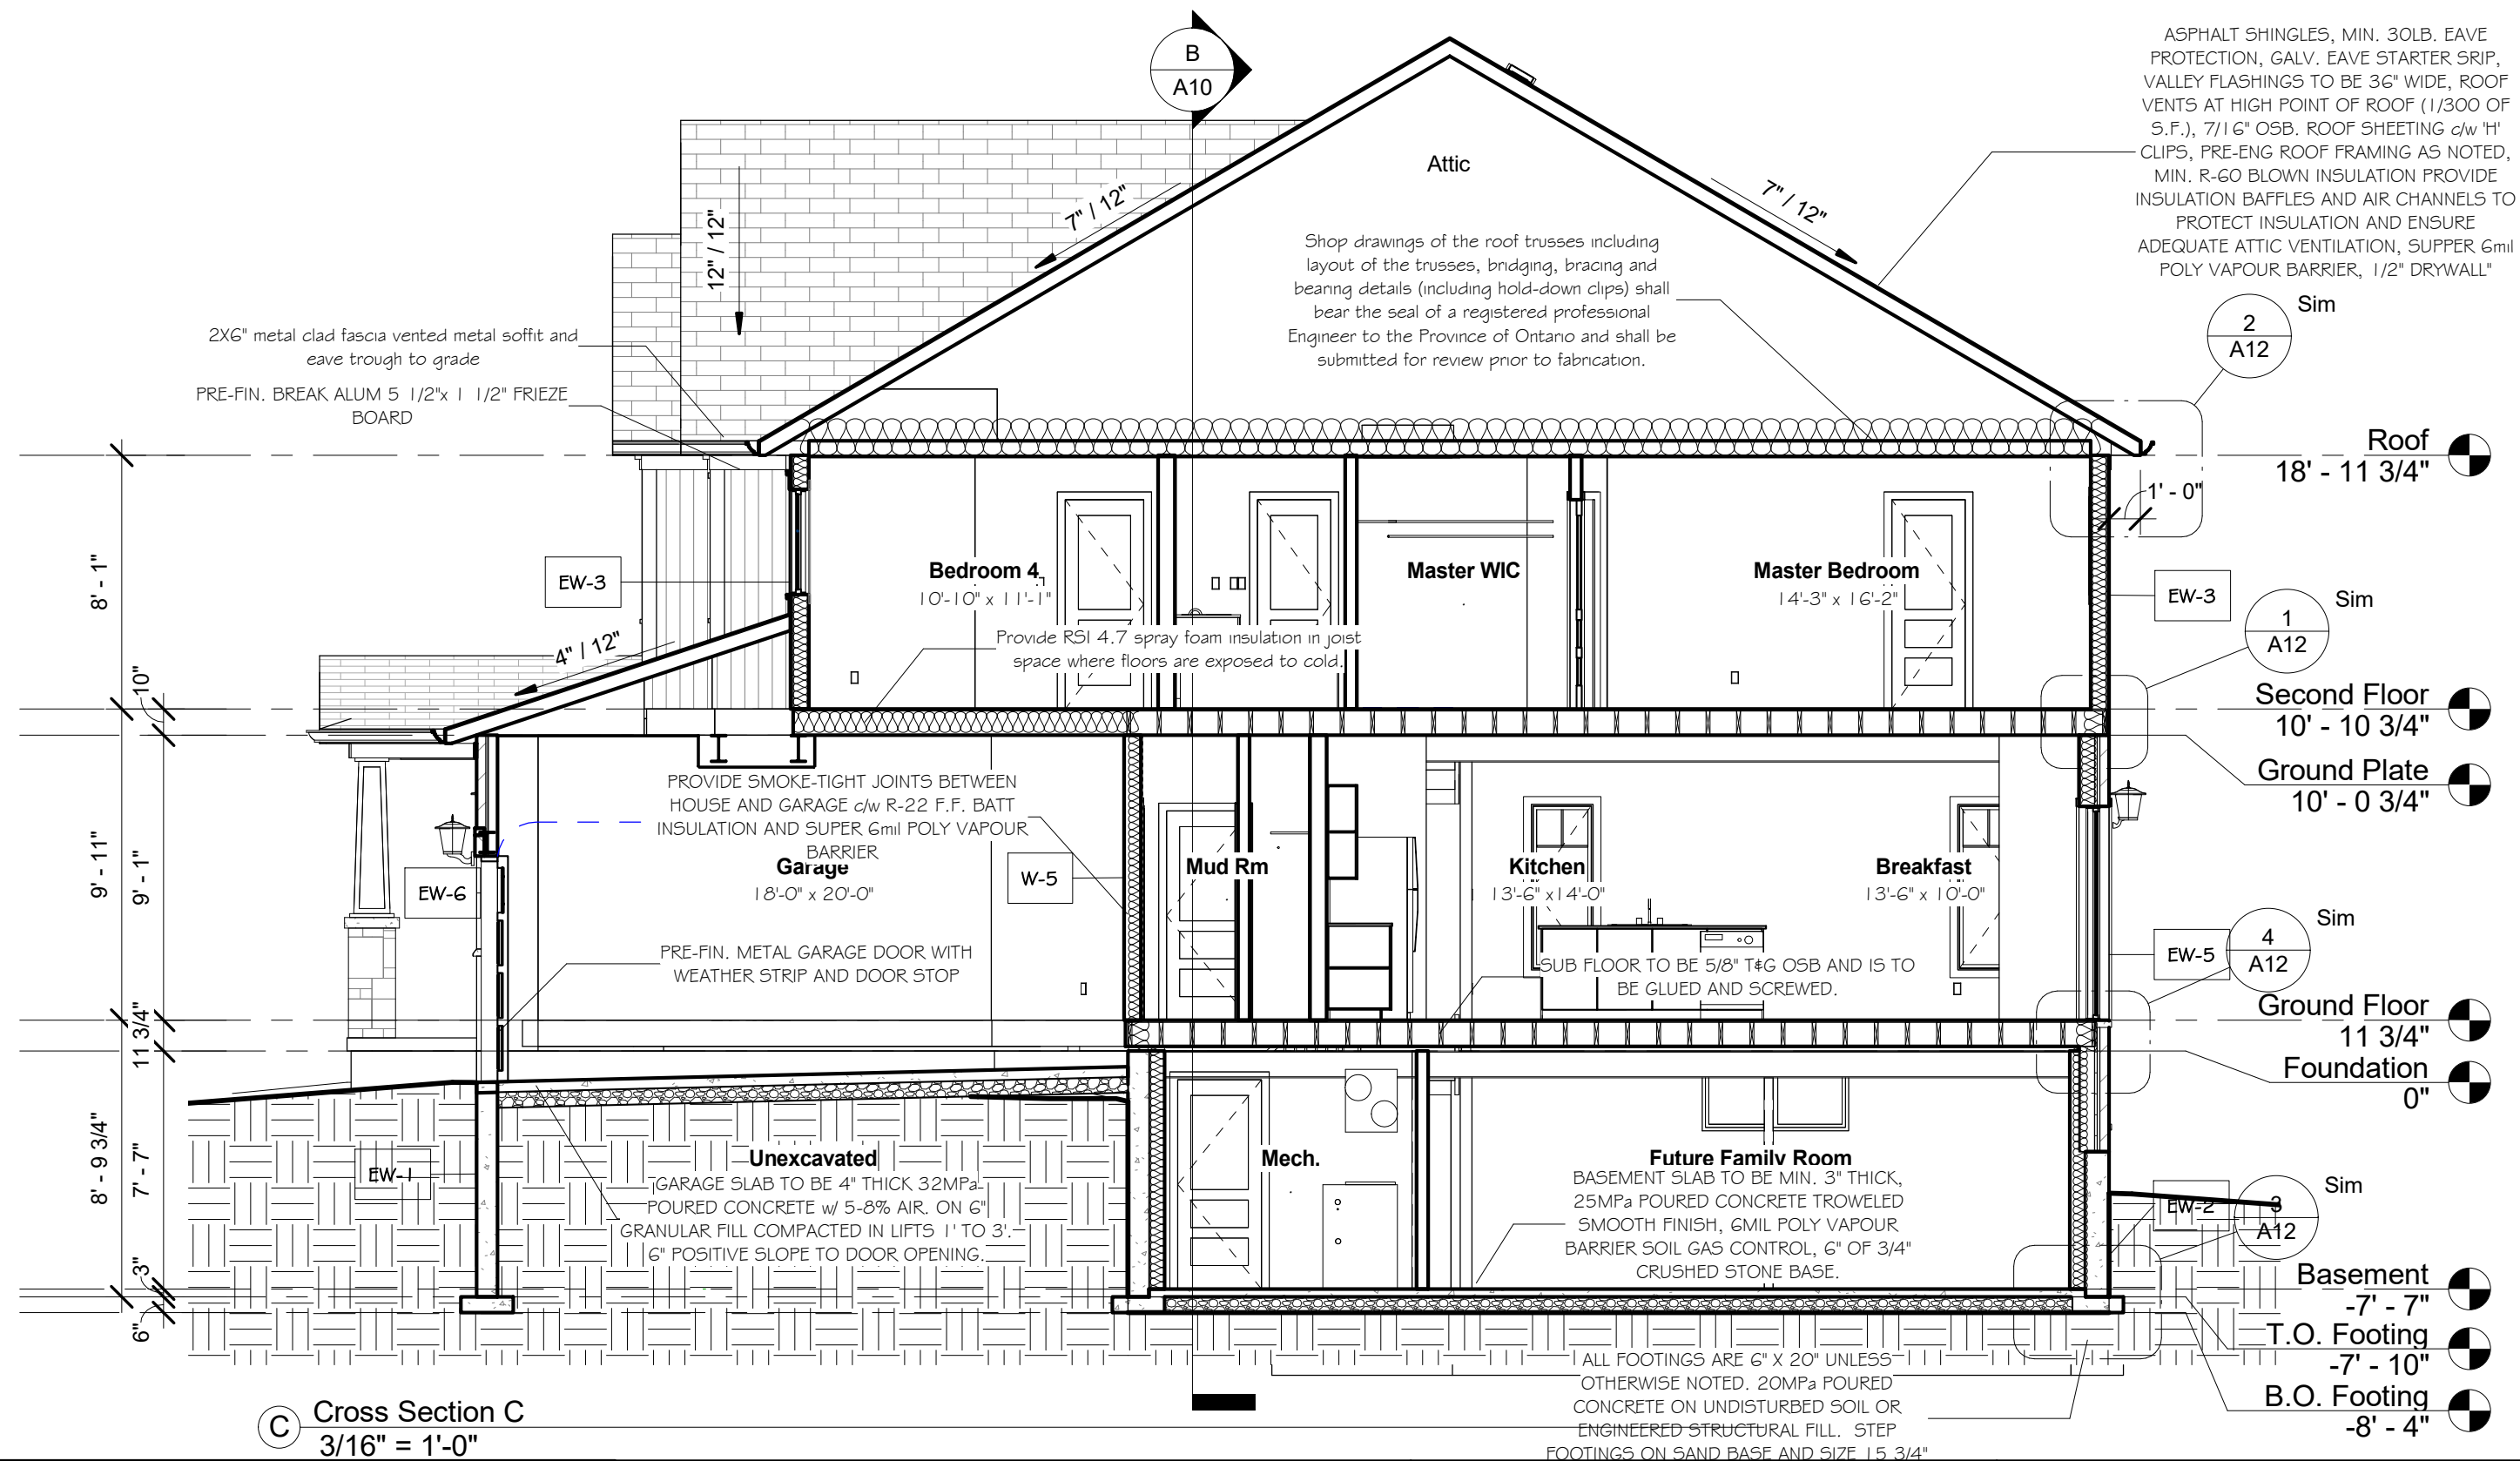 B
A10
ASPHALT SHINGLES, MIN. 30LB. EAVE
PROTECTION, GALV. EAVE STARTER SRIP,
VALLEY FLASHINGS TO BE 36" WIDE, ROOF
VENTS AT HIGH POINT OF ROOF (1/300 OF
S.F.), 7/16" OSB. ROOF SHEETING c/w 'H'
CLIPS, PRE-ENG ROOF FRAMING AS NOTED,
MIN. R-60 BLOWN INSULATION PROVIDE
INSULATION BAFFLES AND AIR CHANNELS TO
PROTECT INSULATION AND ENSURE
ADEQUATE ATTIC VENTILATION, SUPPER 6mil
POLY VAPOUR BARRIER, 1/2" DRYWALL"
Attic
7" / 12"
7" / 12"
12" / 12"
Shop drawings of the roof trusses including
layout of the trusses, bridging, bracing and
bearing details (including hold-down clips) shall
bear the seal of a registered professional
Engineer to the Province of Ontario and shall be
submitted for review prior to fabrication.
2X6" metal clad fascia vented metal soffit and
eave trough to grade
PRE-FIN. BREAK ALUM 5 1/2"x 1 1/2" FRIEZE
BOARD
2
A12
Sim
Roof
18' - 11 3/4"
1' - 0"
8' - 1"
EW-3
Bedroom 4
10'-10" x 11'-1"
Master WIC
Master Bedroom
14'-3" x 16'-2"
EW-3
1
A12
Sim
Provide RSI 4.7 spray foam insulation in joist
space where floors are exposed to cold.
4" / 12"
10"
Second Floor
10' - 10 3/4"
Ground Plate
10' - 0 3/4"
PROVIDE SMOKE-TIGHT JOINTS BETWEEN
HOUSE AND GARAGE c/w R-22 F.F. BATT
INSULATION AND SUPER 6mil POLY VAPOUR
BARRIER
Garage
18'-0" x 20'-0"
9' - 11"
9' - 1"
EW-6
W-5
Mud Rm
Kitchen
13'-6" x14'-0"
Breakfast
13'-6" x 10'-0"
PRE-FIN. METAL GARAGE DOOR WITH
WEATHER STRIP AND DOOR STOP
SUB FLOOR TO BE 5/8" T&G OSB AND IS TO
BE GLUED AND SCREWED.
EW-5
4
A12
Sim
Ground Floor
11 3/4"
Foundation
0"
11 3/4"
8' - 9 3/4"
7' - 7"
EW-1
Unexcavated
GARAGE SLAB TO BE 4" THICK 32MPa
POURED CONCRETE w/ 5-8% AIR. ON 6"
GRANULAR FILL COMPACTED IN LIFTS 1' TO 3'.
6" POSITIVE SLOPE TO DOOR OPENING.
Mech.
Future Family Room
BASEMENT SLAB TO BE MIN. 3" THICK,
25MPa POURED CONCRETE TROWELED
SMOOTH FINISH, 6MIL POLY VAPOUR
BARRIER SOIL GAS CONTROL, 6" OF 3/4"
CRUSHED STONE BASE.
EW-2
3
A12
Sim
3"
6"
Basement
-7' - 7"
T.O. Footing
-7' - 10"
B.O. Footing
-8' - 4"
ALL FOOTINGS ARE 6" X 20" UNLESS
OTHERWISE NOTED. 20MPa POURED
CONCRETE ON UNDISTURBED SOIL OR
ENGINEERED STRUCTURAL FILL. STEP
FOOTINGS ON SAND BASE AND SIZE 15 3/4"
C
Cross Section C
3/16" = 1'-0"